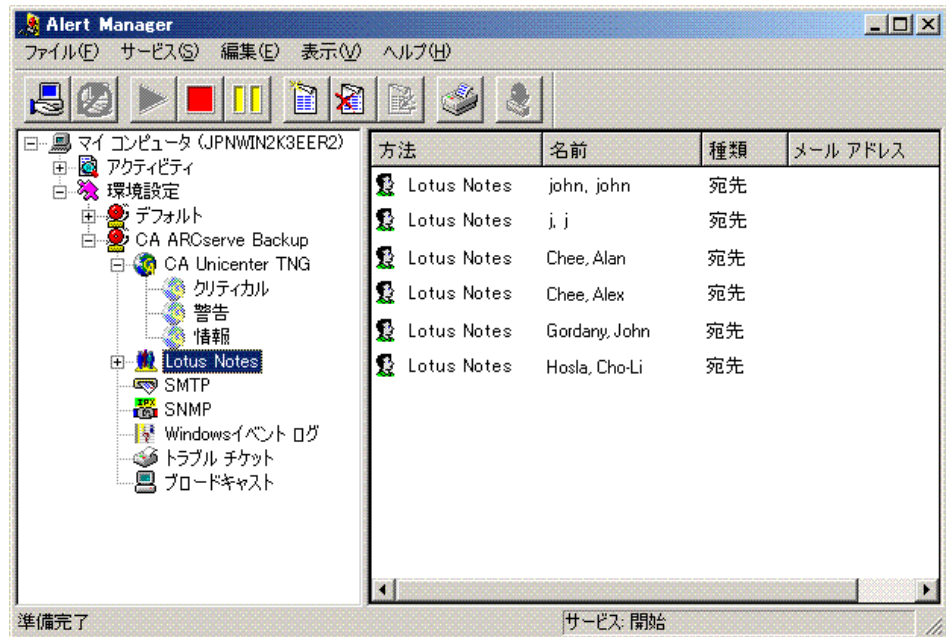 Alert Manager
ファイル(F) サービス(S) 編集(E) 表示(V) ヘルプ(H)
マイ コンピュータ (JPNWIN2K3EER2)
アクティビティ
環境設定
デフォルト
CA ARCserve Backup
CA Unicenter TNG
クリティカル
警告
情報
Lotus Notes
SMTP
SNMP
Windowsイベント ログ
トラブル チケット
ブロードキャスト
方法 名前 種類 メール アドレス
Lotus Notes john, john 宛先
Lotus Notes j, j 宛先
Lotus Notes Chee, Alan 宛先
Lotus Notes Chee, Alex 宛先
Lotus Notes Gordany, John 宛先
Lotus Notes Hosla, Cho-Li 宛先
準備完了 サービス: 開始